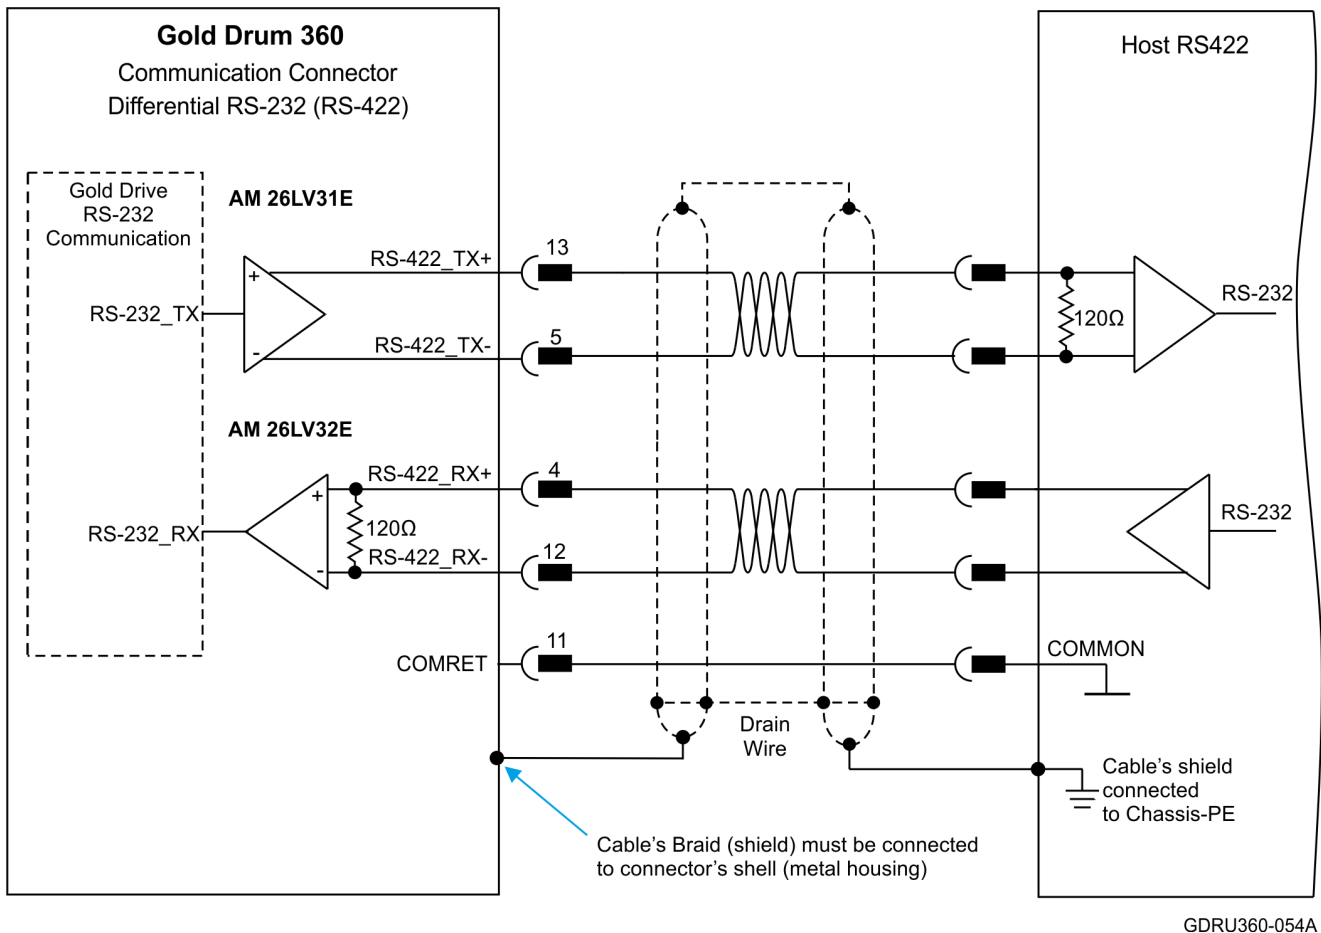 Gold Drum 360
Communication Connector
Differential RS-232 (RS-422)
Host RS422
Gold Drive
RS-232
Communication
AM 26LV31E
RS-422_TX+
13
+
RS-232_TX
-
RS-422_TX-
5
120Ω
RS-232
AM 26LV32E
RS-422_RX+
4
+
RS-232_RX
120Ω
-
RS-422_RX-
12
RS-232
COMRET
11
COMMON
Drain
Wire
Cable's shield
connected
to Chassis-PE
Cable's Braid (shield) must be connected
to connector's shell (metal housing)
GDRU360-054A